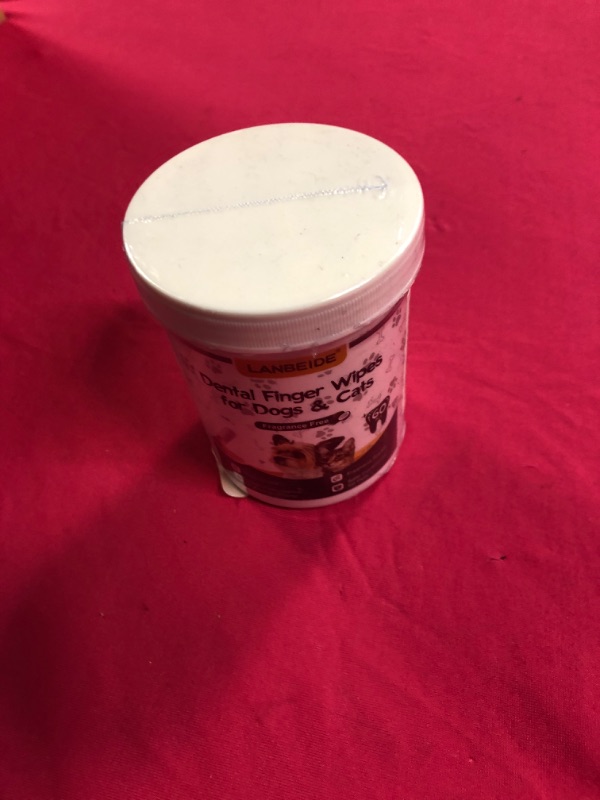 LANBEIDE
Dental Finger Wipes
for Dogs & Cats
Fragrance Free